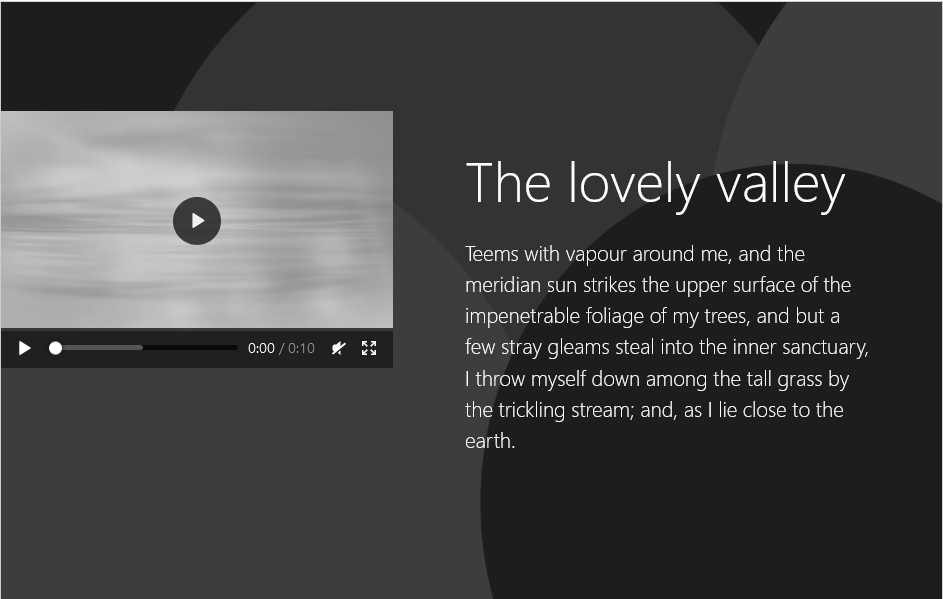 The lovely valley
Teems with vapour around me, and the
meridian sun strikes the upper surface of the
impenetrable foliage of my trees, and but a
few stray gleams steal into the inner sanctuary,
I throw myself down among the tall grass by
the trickling stream; and, as I lie close to the
earth.
0:00 / 0:10